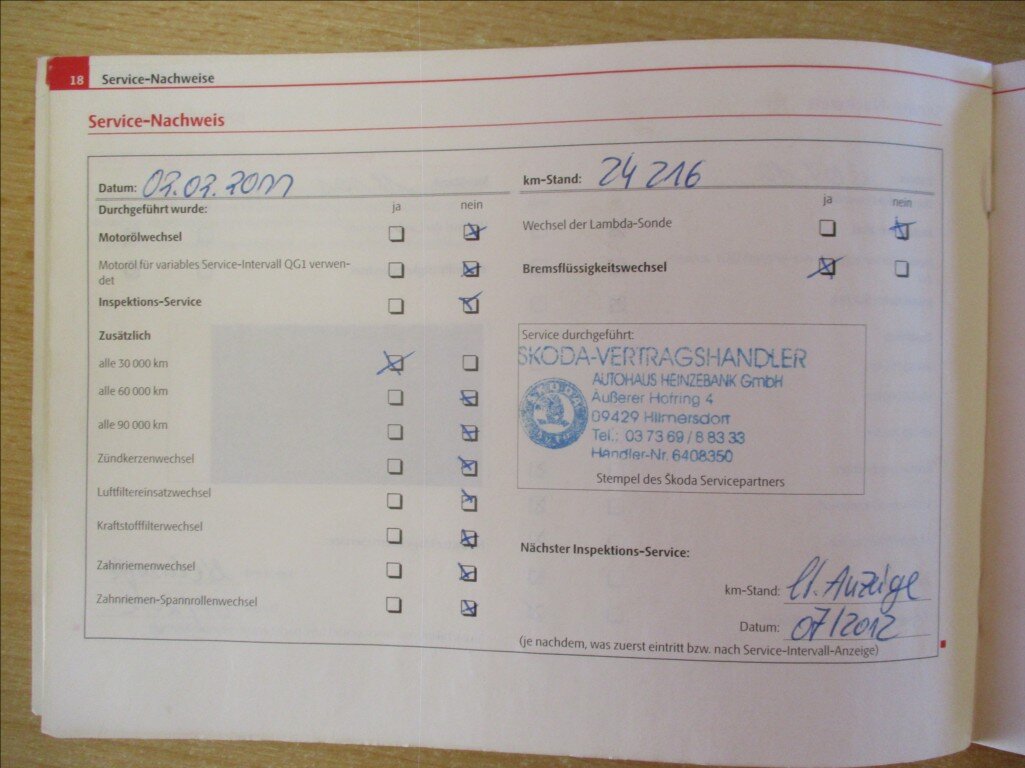 18 Service-Nachweise
Service-Nachweis
Datum: 07.07.2011
km-Stand: 24 216
Durchgeführt wurde: ja nein
Motorölwechsel
Motoröl für variables Service-Intervall QG1 verwen-
det
Inspektions-Service
Zusätzlich
alle 30 000 km
alle 60 000 km
alle 90 000 km
Zündkerzenwechsel
Luftfiltereinsatzwechsel
Kraftstofffilterwechsel
Zahnriemenwechsel
Zahnriemen-Spannrollenwechsel
ja nein
Wechsel der Lambda-Sonde
Bremsflüssigkeitswechsel
Service durchgeführt:
SKODA-VERTRAGSHÄNDLER
AUTOHAUS HEINZEBANK GmbH
Äußerer Hofring 4
09429 Hilmersdorf
Tel.: 03 73 69 / 8 83 33
Händler-Nr. 6408350
Stempel des Škoda Servicepartners
Nächster Inspektions-Service:
km-Stand: lt. Anzeige
Datum: 07/2012
(je nachdem, was zuerst eintritt bzw. nach Service-Intervall-Anzeige)